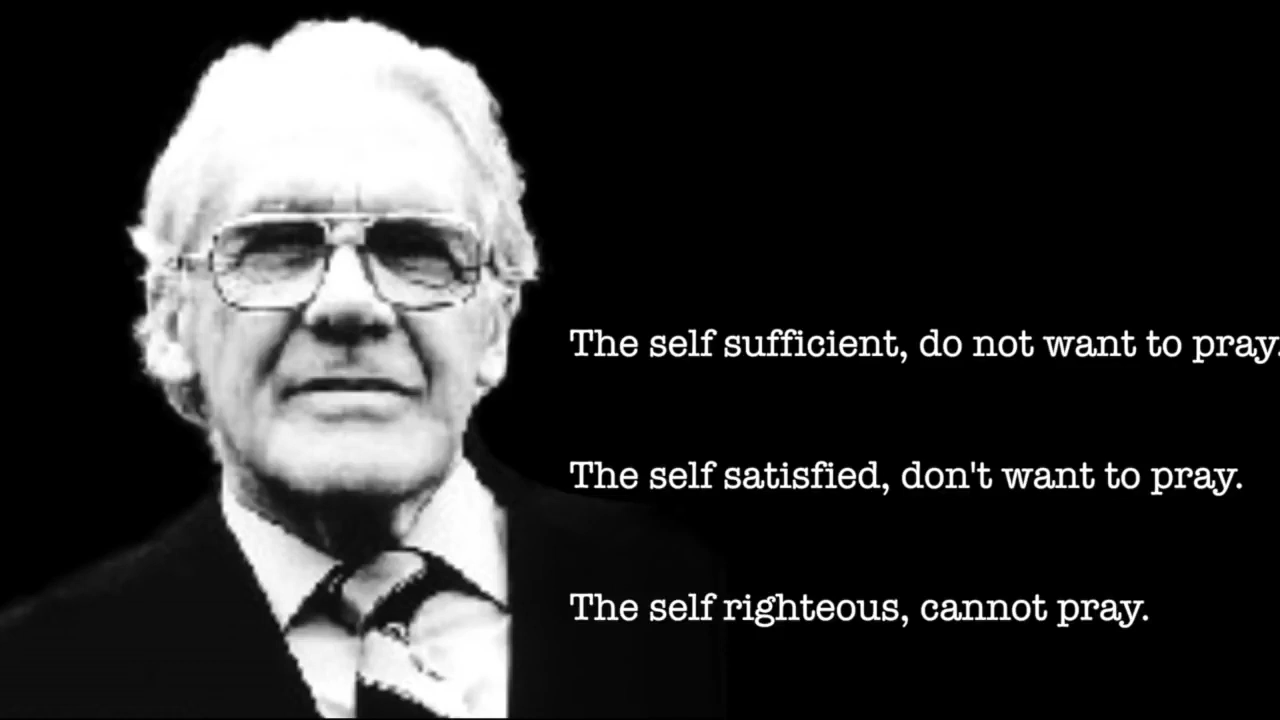 The self sufficient, do not want to pray.
The self satisfied, don't want to pray.
The self righteous, cannot pray.